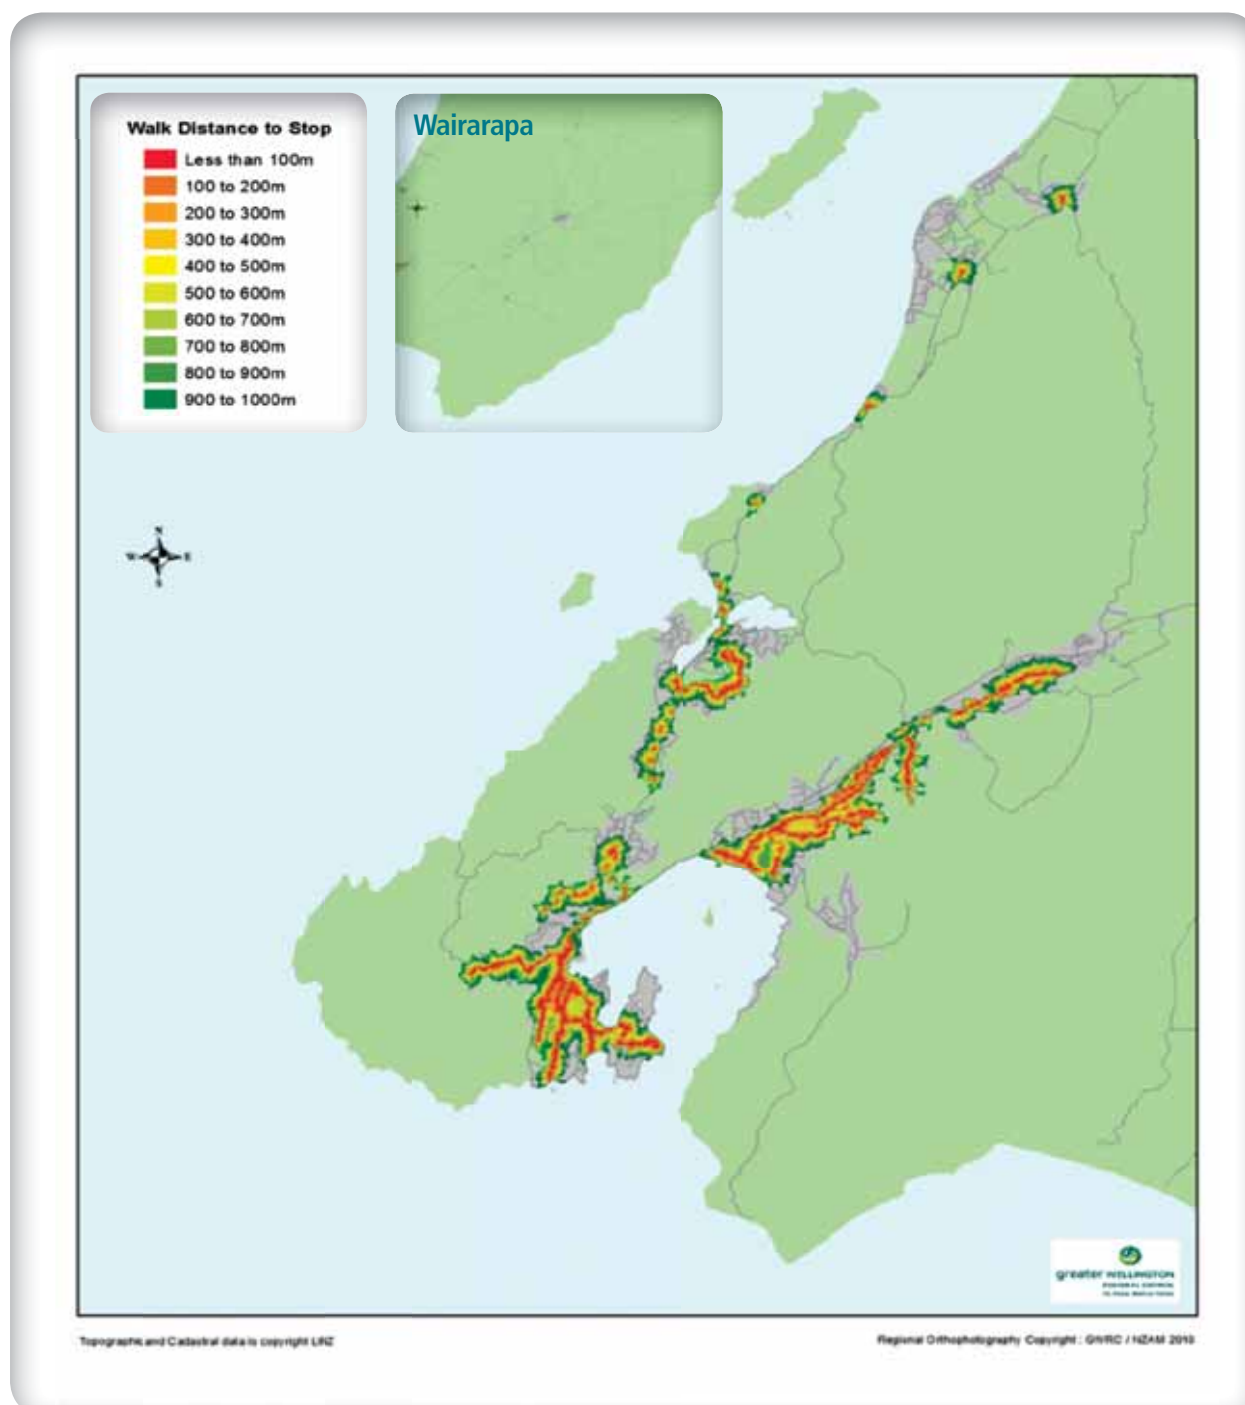 Walk Distance to Stop
Less than 100m
100 to 200m
200 to 300m
300 to 400m
400 to 500m
500 to 600m
600 to 700m
700 to 800m
800 to 900m
900 to 1000m
Wairarapa
N
W E
S
greater WELLINGTON
REGIONAL COUNCIL
Topographic and Cadastral data is copyright LINZ
Regional Orthophotography Copyright : GWRC / NZAM 2010